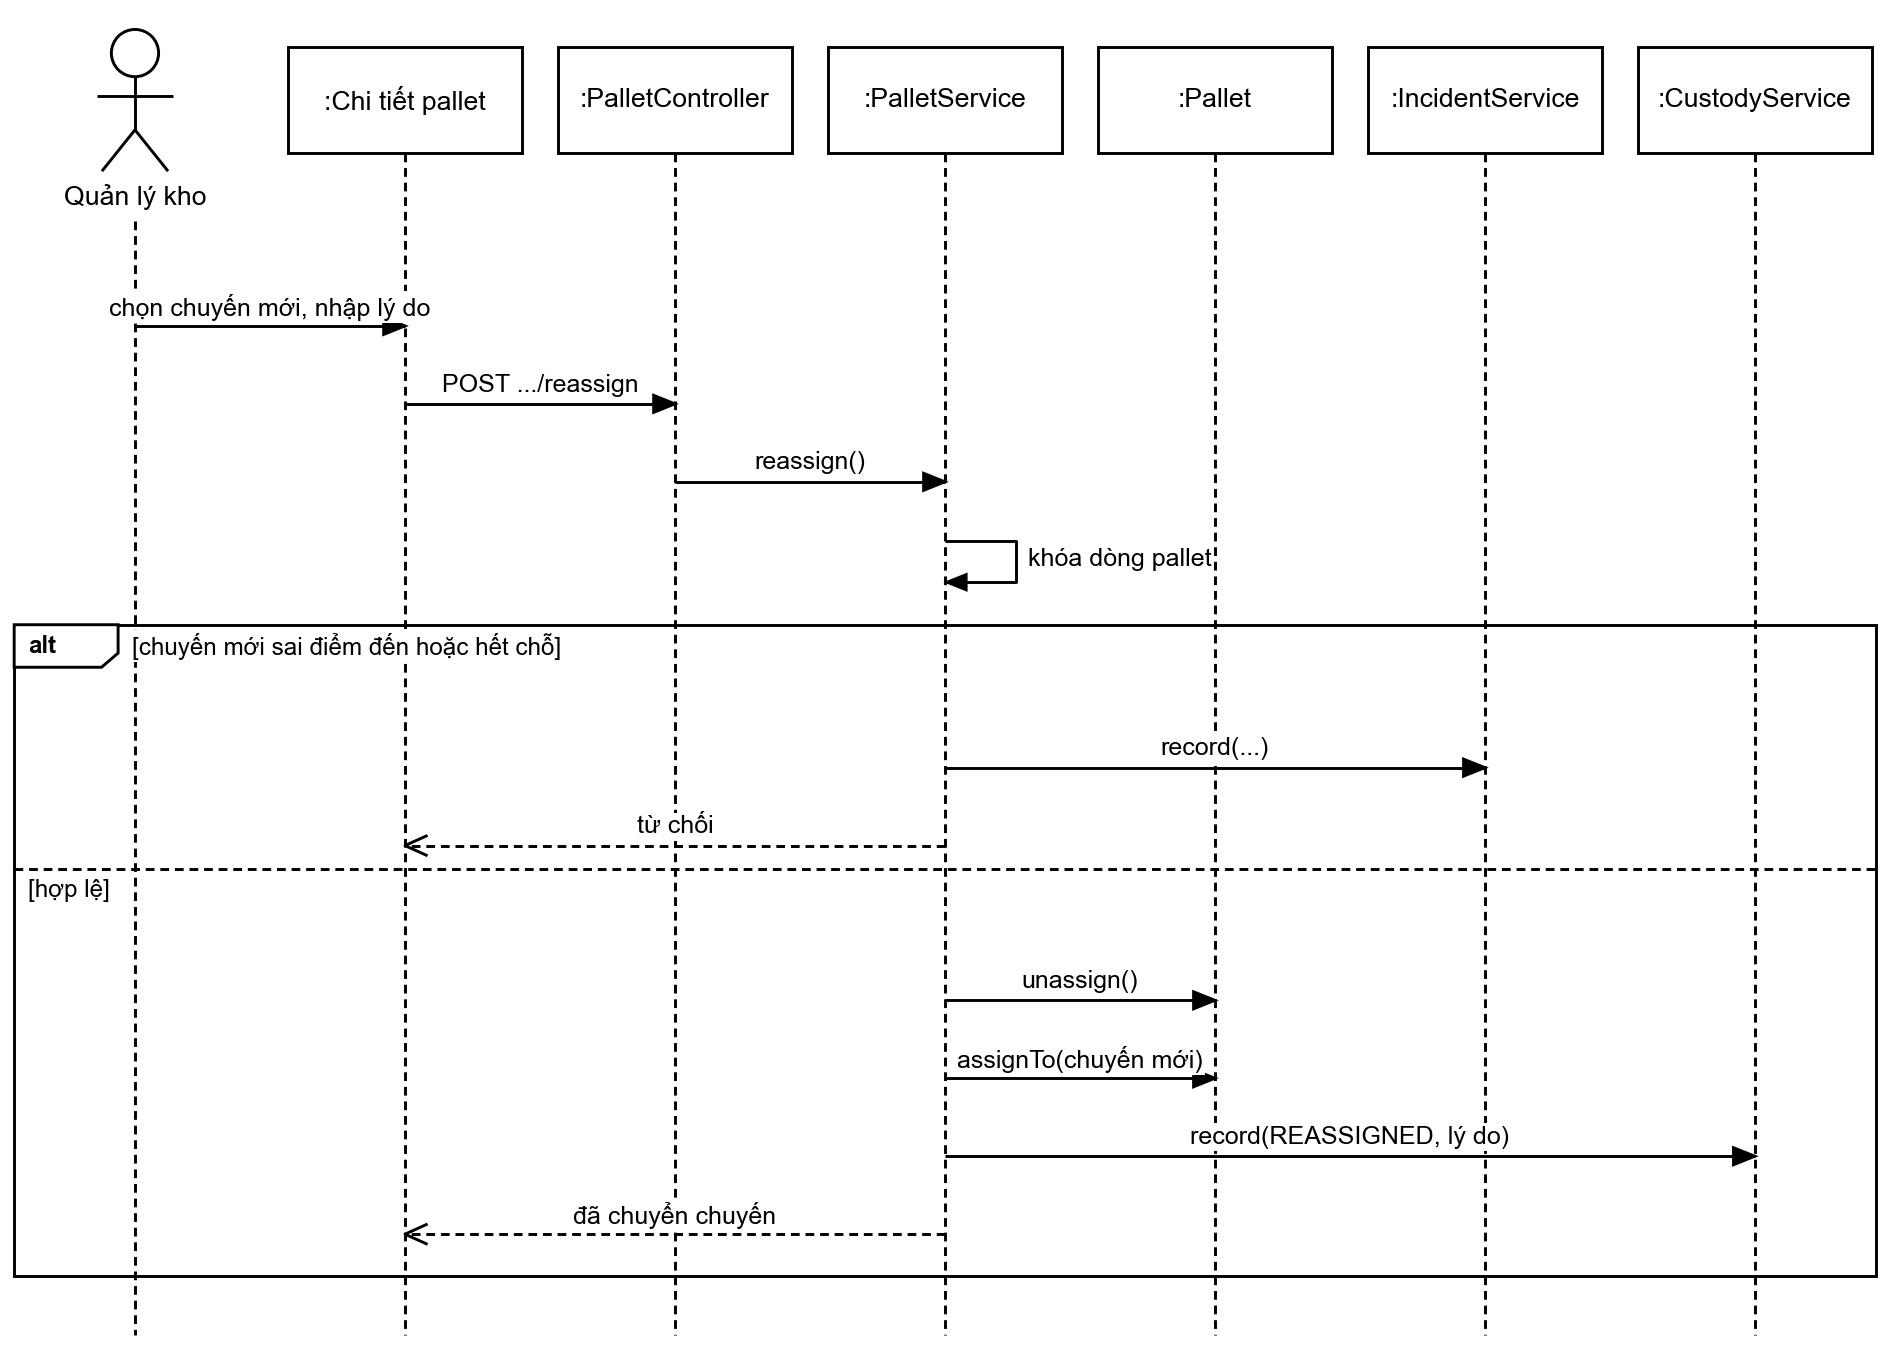 Quản lý kho
:Chi tiết pallet
:PalletController
:PalletService
:Pallet
:IncidentService
:CustodyService
chọn chuyến mới, nhập lý do
POST .../reassign
reassign()
khóa dòng pallet
alt
[chuyến mới sai điểm đến hoặc hết chỗ]
record(...)
từ chối
[hợp lệ]
unassign()
assignTo(chuyến mới)
record(REASSIGNED, lý do)
đã chuyển chuyến